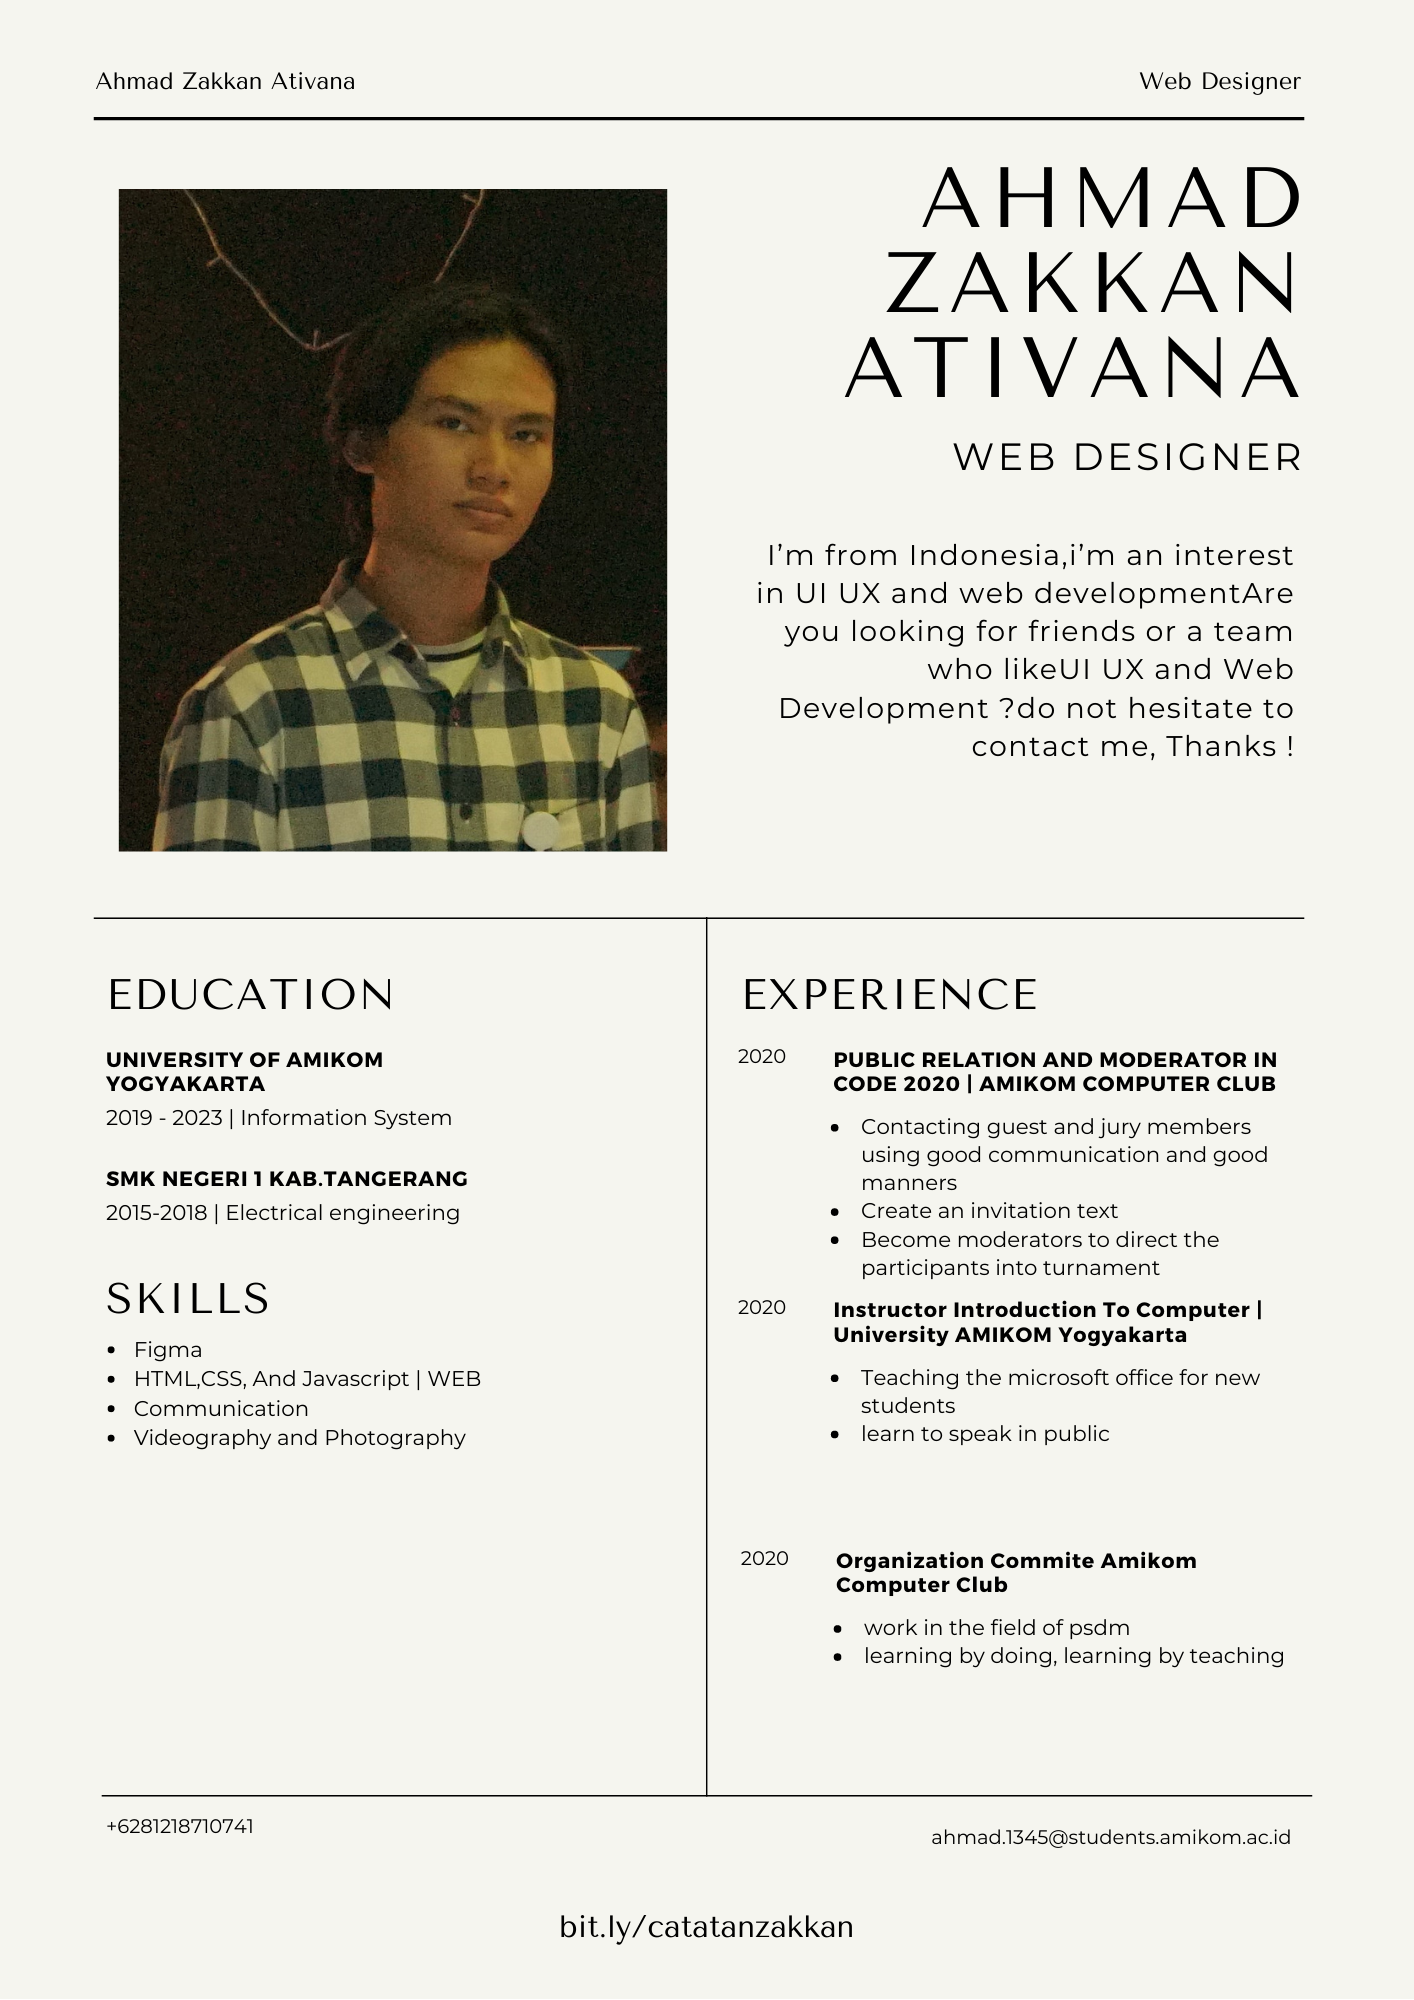 Ahmad Zakkan Ativana
Web Designer
AHMAD
ZAKKAN
ATIVANA
WEB DESIGNER
I’m from Indonesia,i’m an interest
in UI UX and web developmentAre
you looking for friends or a team
who likeUI UX and Web
Development ?do not hesitate to
contact me, Thanks !
EDUCATION
UNIVERSITY OF AMIKOM
YOGYAKARTA
2019 - 2023 | Information System
SMK NEGERI 1 KAB.TANGERANG
2015-2018 | Electrical engineering
SKILLS
• Figma
• HTML,CSS, And Javascript | WEB
• Communication
• Videography and Photography
EXPERIENCE
2020
PUBLIC RELATION AND MODERATOR IN
CODE 2020 | AMIKOM COMPUTER CLUB
• Contacting guest and jury members
using good communication and good
manners
• Create an invitation text
• Become moderators to direct the
participants into turnament
2020
Instructor Introduction To Computer |
University AMIKOM Yogyakarta
• Teaching the microsoft office for new
students
• learn to speak in public
2020
Organization Commite Amikom
Computer Club
• work in the field of psdm
• learning by doing, learning by teaching
+6281218710741
ahmad.1345@students.amikom.ac.id
bit.ly/catatanzakkan